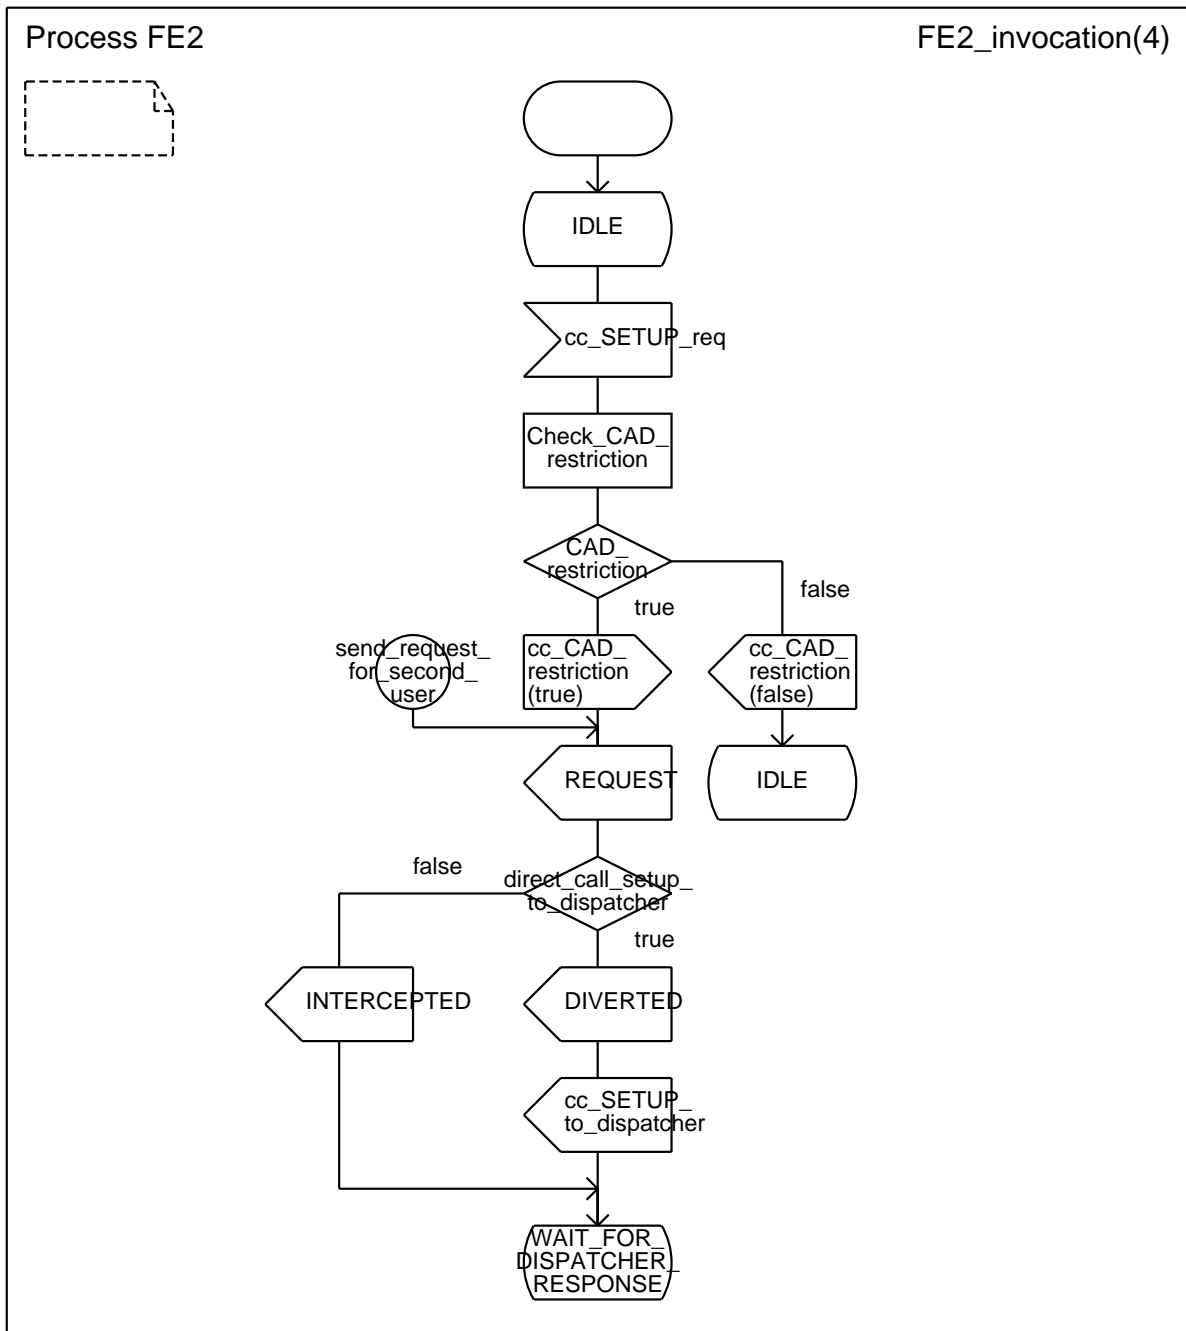 Process FE2
FE2_invocation(4)
IDLE
cc_SETUP_req
Check_CAD_
restriction
CAD_
restriction
false
true
send_request_
for_second_
user
cc_CAD_
restriction
(true)
cc_CAD_
restriction
(false)
REQUEST
IDLE
false
direct_call_setup_
to_dispatcher
true
INTERCEPTED
DIVERTED
cc_SETUP_
to_dispatcher
WAIT_FOR_
DISPATCHER_
RESPONSE